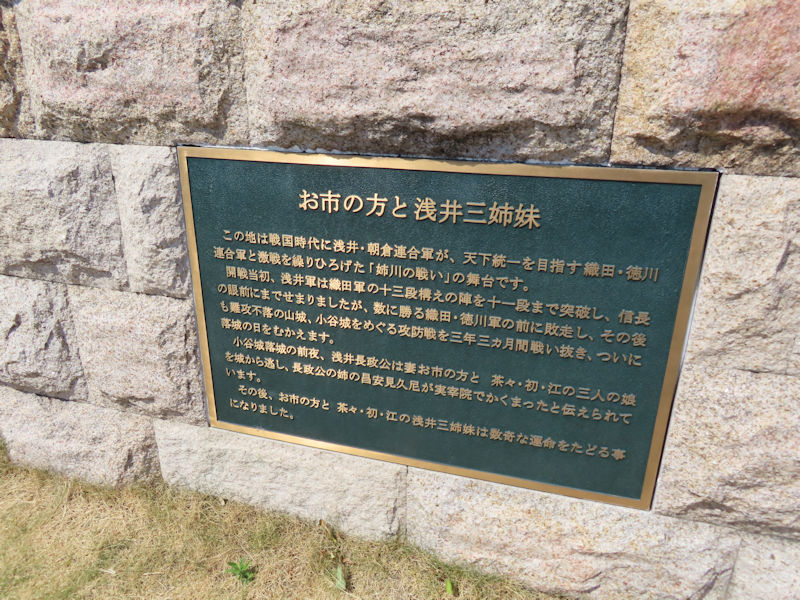 お市の方と浅井三姉妹
この地は戦国時代に浅井・朝倉連合軍が、天下統一を目指す織田・徳川
連合軍と激戦を繰りひろげた「姉川の戦い」の舞台です。
開戦当初、浅井軍は織田軍の十三段構えの陣を十一段まで突破し、信長
の眼前にまでせまりましたが、数に勝る織田・徳川軍の前に敗走し、その後
も難攻不落の山城、小谷城をめぐる攻防戦を三年三カ月間戦い抜き、ついに
落城の日をむかえます。
小谷城落城の前夜、浅井長政公は妻お市の方と 茶々・初・江の三人の娘
を城から逃し、長政公の姉の昌安見久尼が実宰院でかくまったと伝えられて
います。
その後、お市の方と 茶々・初・江の浅井三姉妹は数奇な運命をたどる事
になりました。